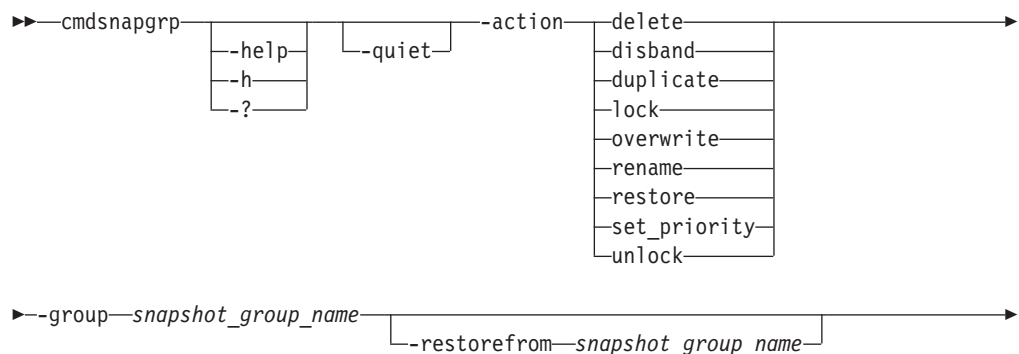 cmdsnapgrp -action delete
-help -quiet disband
-h duplicate
-? lock
overwrite
rename
restore
set_priority
unlock
-group snapshot_group_name
-restorefrom snapshot_group_name